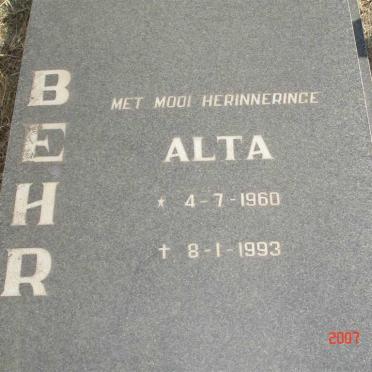 BEHR
MET MOOI HERINNERINGE
ALTA
* 4-7-1960
† 8-1-1993
2007